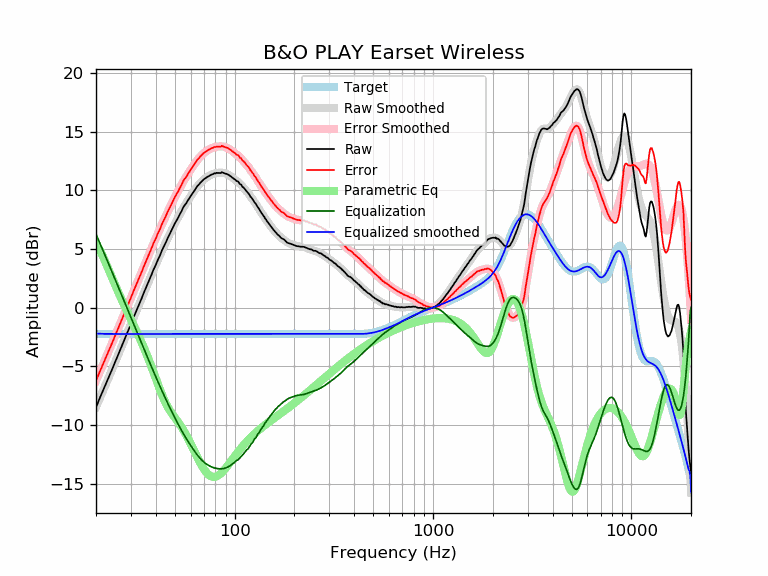 B&O PLAY Earset Wireless
Amplitude (dBr)
20
15
10
5
0
−5
−10
−15
Target
Raw Smoothed
Error Smoothed
Raw
Error
Parametric Eq
Equalization
Equalized smoothed
100
1000
10000
Frequency (Hz)